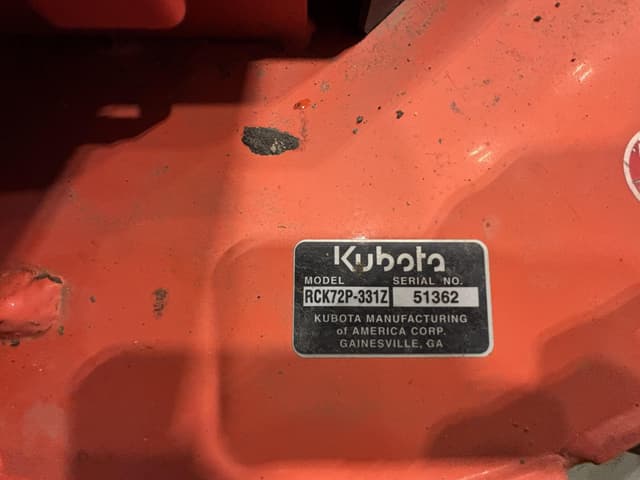 Kubota
MODEL SERIAL NO.
RCK72P-331Z 51362
KUBOTA MANUFACTURING
of AMERICA CORP.
GAINESVILLE, GA